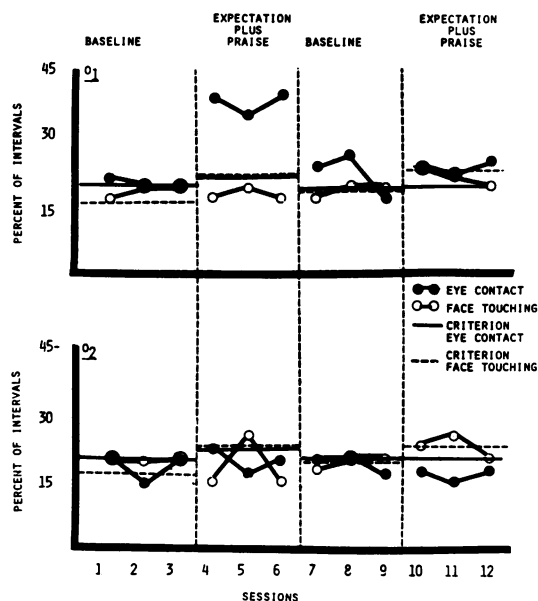 EXPECTATION EXPECTATION
PLUS PLUS
BASELINE PRAISE BASELINE PRAISE
45 O1
30
15
PERCENT OF INTERVALS
EYE CONTACT
FACE TOUCHING
CRITERION
EYE CONTACT
CRITERION
FACE TOUCHING
45- O2
30
15
PERCENT OF INTERVALS
1 2 3 4 5 6 7 8 9 10 11 12
SESSIONS